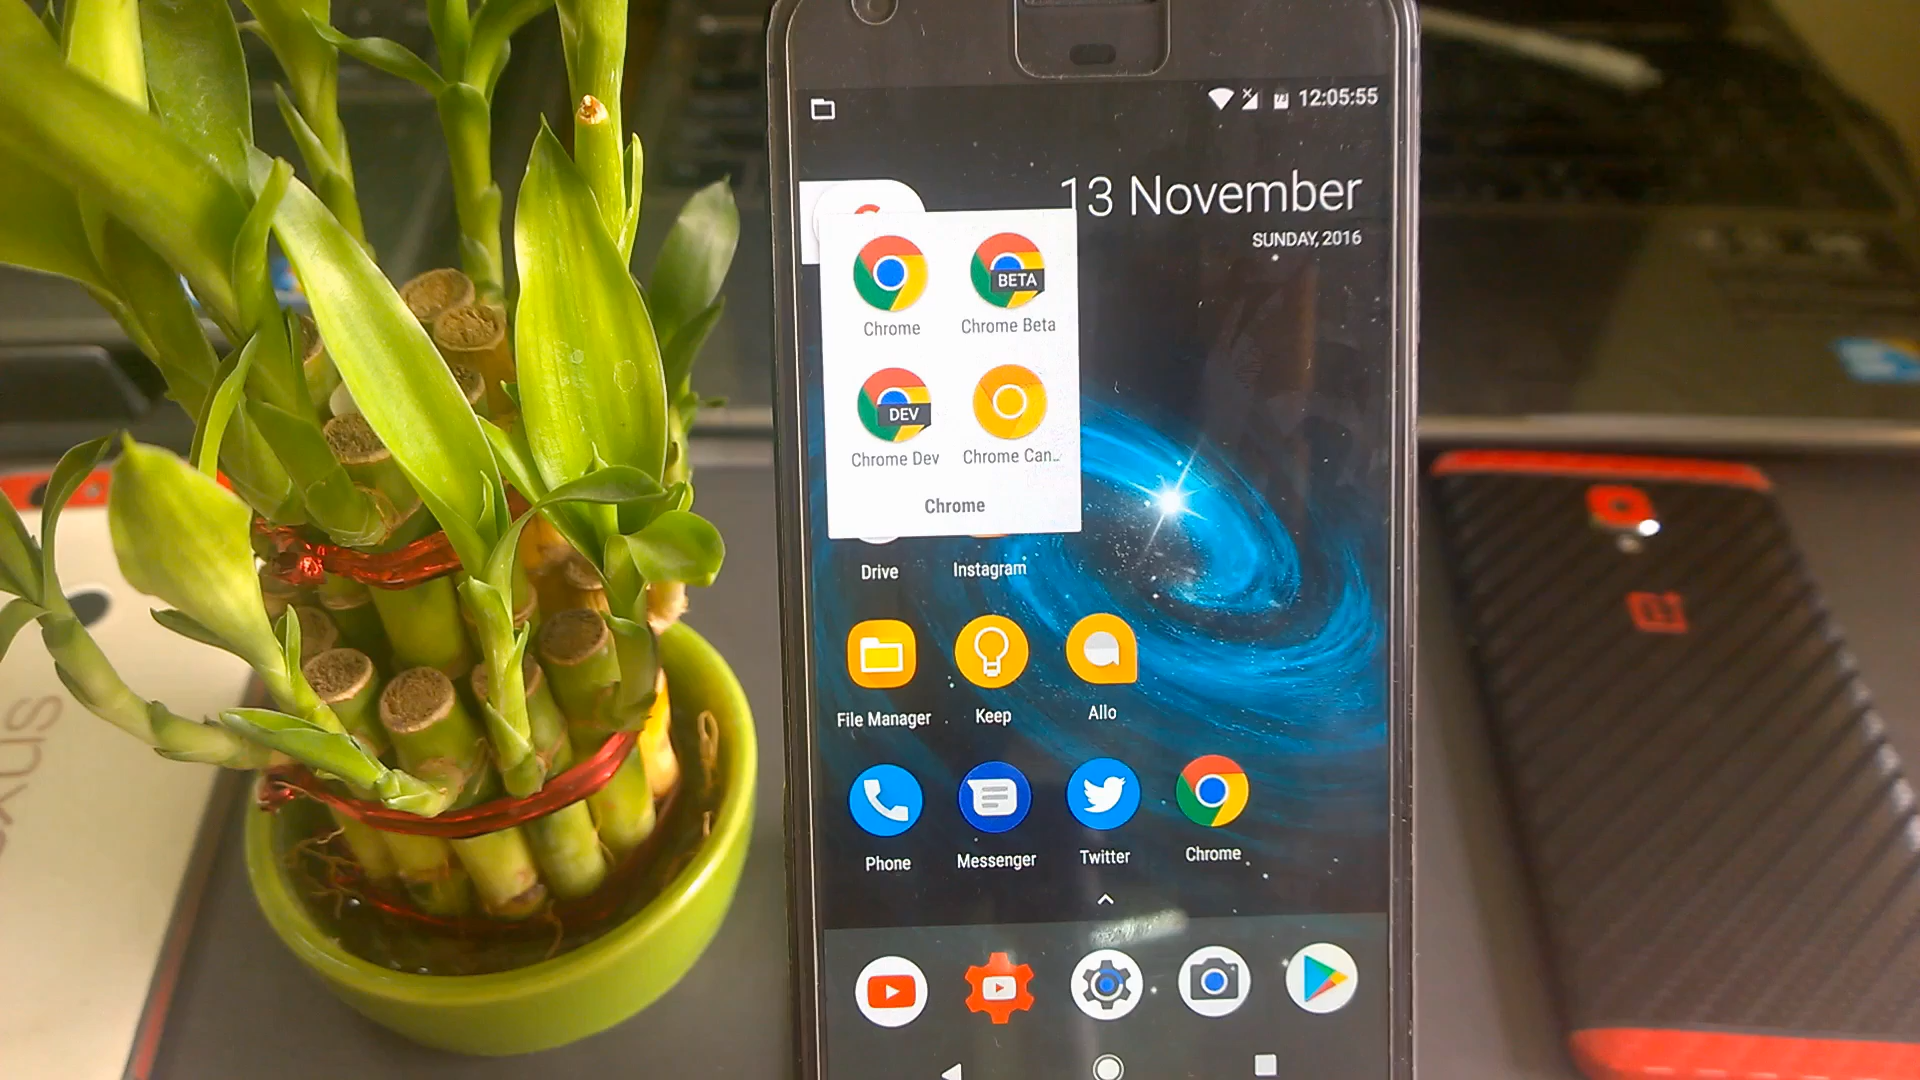 12:05:55
13 November
SUNDAY, 2016
Chrome
BETA
Chrome Beta
DEV
Chrome Dev
Chrome Can..
Chrome
Drive
Instagram
File Manager
Keep
Allo
Phone
Messenger
Twitter
Chrome